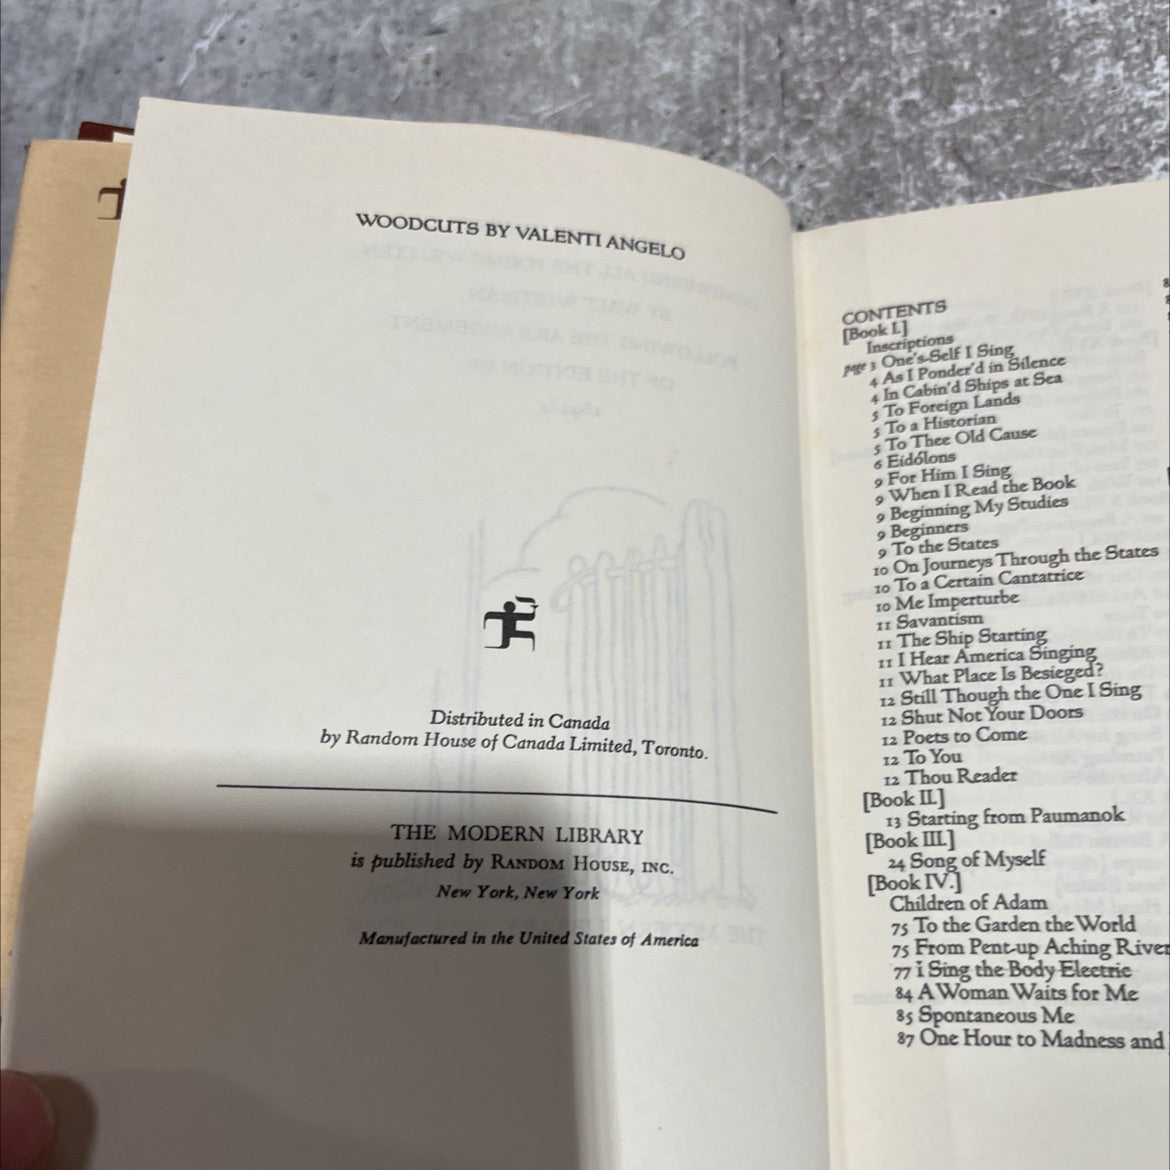 WOODCUTS BY VALENTI ANGELO
Distributed in Canada
by Random House of Canada Limited, Toronto.
THE MODERN LIBRARY
is published by RANDOM HOUSE, INC.
New York, New York
Manufactured in the United States of America
CONTENTS
[Book I.]
Inscriptions
page 3 One's-Self I Sing
4 As I Ponder'd in Silence
4 In Cabin'd Ships at Sea
5 To Foreign Lands
5 To a Historian
5 To Thee Old Cause
6 Eidólons
9 For Him I Sing
9 When I Read the Book
9 Beginning My Studies
9 Beginners
9 To the States
10 On Journeys Through the States
10 To a Certain Cantatrice
10 Me Imperturbe
11 Savantism
11 The Ship Starting
11 I Hear America Singing
11 What Place Is Besieged?
12 Still Though the One I Sing
12 Shut Not Your Doors
12 Poets to Come
12 To You
12 Thou Reader
[Book II.]
13 Starting from Paumanok
[Book III.]
24 Song of Myself
[Book IV.]
Children of Adam
75 To the Garden the World
75 From Pent-up Aching River
77 I Sing the Body Electric
84 A Woman Waits for Me
85 Spontaneous Me
87 One Hour to Madness and